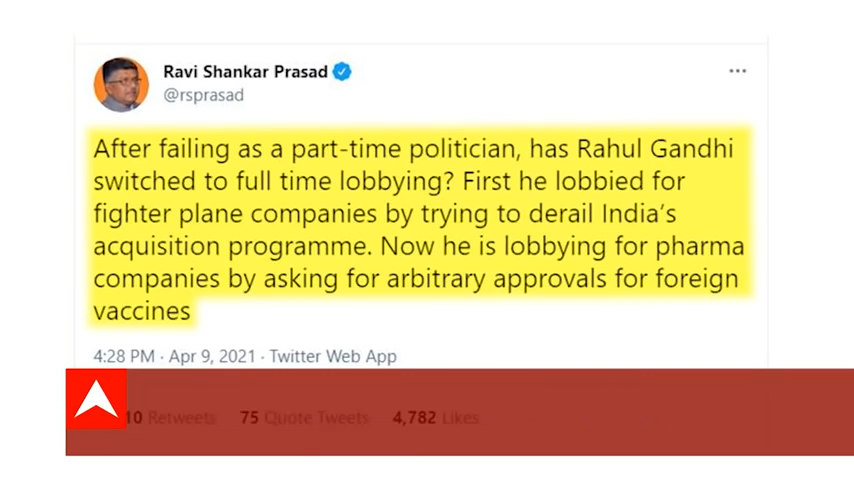 Ravi Shankar Prasad
@rsprasad
After failing as a part-time politician, has Rahul Gandhi
switched to full time lobbying? First he lobbied for
fighter plane companies by trying to derail India's
acquisition programme. Now he is lobbying for pharma
companies by asking for arbitrary approvals for foreign
vaccines
4:28 PM · Apr 9, 2021 · Twitter Web App
Retweets 75 Quote Tweets 4,782 Likes